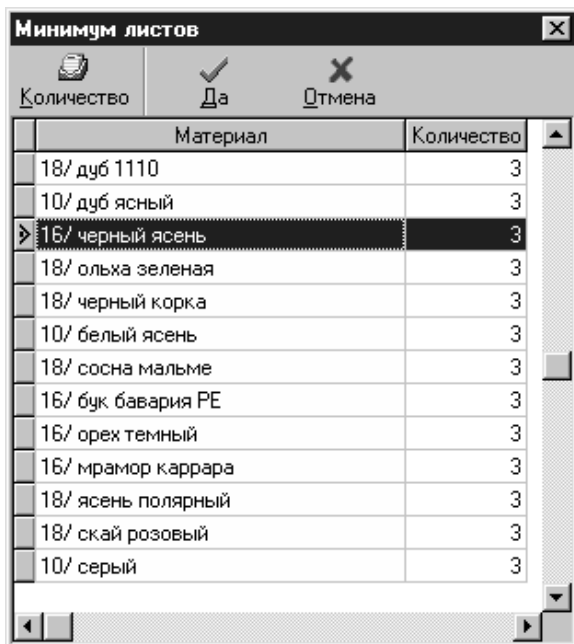 Минимум листов
Количество Да Отмена
Материал Количество
18/ дуб 1110 3
10/ дуб ясный 3
16/ черный ясень 3
18/ ольха зеленая 3
18/ черный корка 3
10/ белый ясень 3
18/ сосна мальме 3
16/ бук бавария PE 3
16/ орех темный 3
16/ мрамор каррара 3
18/ ясень полярный 3
18/ скай розовый 3
10/ серый 3